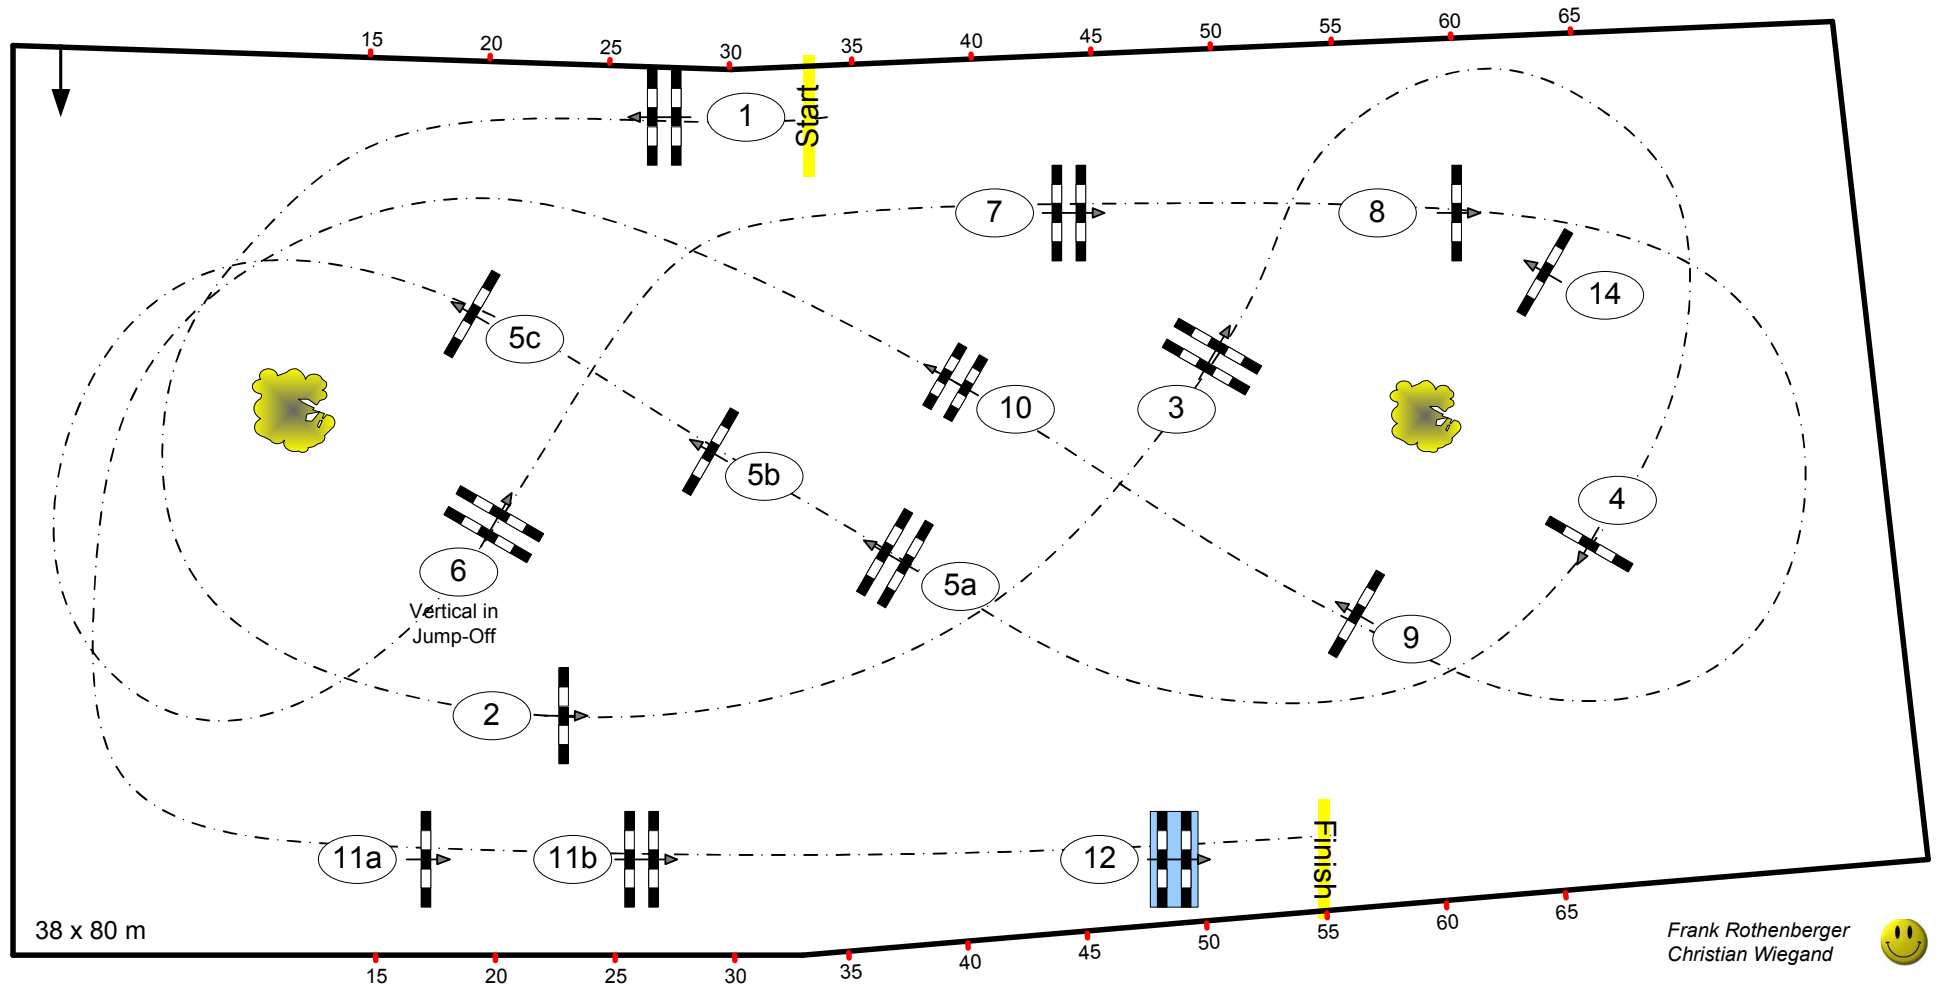 15 20 25 30 35 40 45 50 55 60 65
1
Start
7
8
14
5c
10
3
5b
4
6
5a
Vertical in
Jump-Off
9
2
11a
11b
12
Finish
38 x 80 m
15 20 25 30 35 40 45 50 55 60 65
Frank Rothenberger
Christian Wiegand